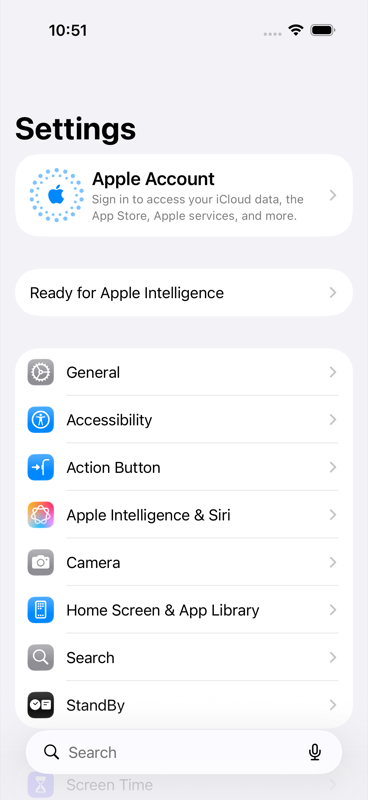 10:51
Settings
Apple Account
Sign in to access your iCloud data, the
App Store, Apple services, and more.
Ready for Apple Intelligence
General
Accessibility
Action Button
Apple Intelligence & Siri
Camera
Home Screen & App Library
Search
StandBy
Search
Screen Time